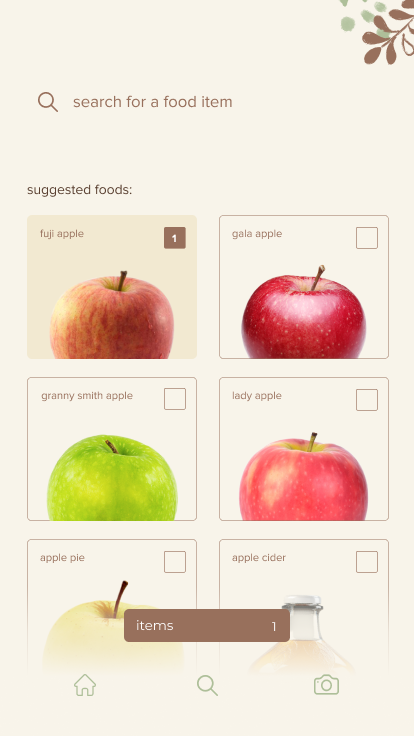 search for a food item
suggested foods:
fuji apple
1
gala apple
granny smith apple
lady apple
apple pie
apple cider
items
1